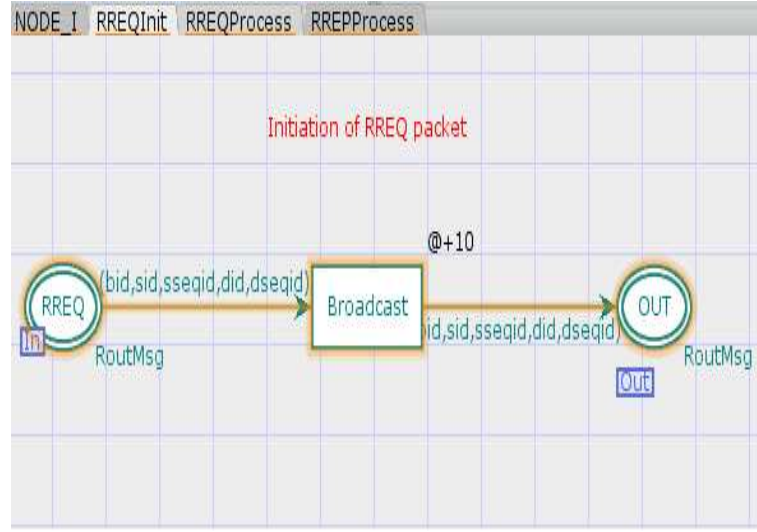 NODE_I RREQInit RREQProcess RREPProcess
Initiation of RREQ packet
@+10
(bid,sid,sseqid,did,dseqid)
RREQ
Broadcast
OUT
id,sid,sseqid,did,dseqid)
In
RoutMsg
RoutMsg
Out